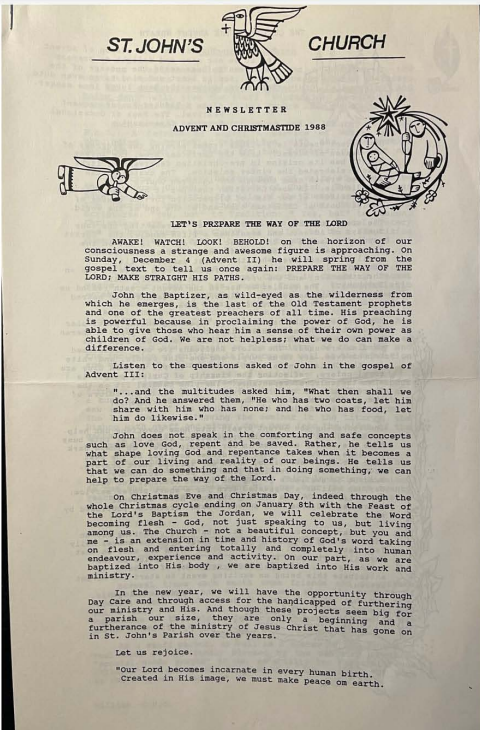 ST. JOHN'S CHURCH
NEWSLETTER
ADVENT AND CHRISTMASTIDE 1988
LET'S PREPARE THE WAY OF THE LORD
AWAKE! WATCH! LOOK! BEHOLD! on the horizon of our
consciousness a strange and awesome figure is approaching. On
Sunday, December 4 (Advent II) he will spring from the
gospel text to tell us once again: PREPARE THE WAY OF THE
LORD; MAKE STRAIGHT HIS PATHS.
John the Baptizer, as wild-eyed as the wilderness from
which he emerges, is the last of the Old Testament prophets
and one of the greatest preachers of all time. His preaching
is powerful because in proclaiming the power of God, he is
able to give those who hear him a sense of their own power as
children of God. We are not helpless; what we do can make a
difference.
Listen to the questions asked of John in the gospel of
Advent III:
"...and the multitudes asked him, "What then shall we
do? And he answered them, "He who has two coats, let him
share with him who has none; and he who has food, let
him do likewise."
John does not speak in the comforting and safe concepts
such as love God, repent and be saved. Rather, he tells us
what shape loving God and repentance takes when it becomes a
part of our living and reality of our beings. He tells us
that we can do something and that in doing something, we can
help to prepare the way of the Lord.
On Christmas Eve and Christmas Day, indeed through the
whole Christmas cycle ending on January 8th with the Feast of
the Lord's Baptism the Jordan, we will celebrate the Word
becoming flesh - God, not just speaking to us, but living
among us. The Church - not a beautiful concept, but you and
me - is an extension in time and history of God's word taking
on flesh and entering totally and completely into human
endeavour, experience and activity. On our part, as we are
baptized into His body , we are baptized into His work and
ministry.
In the new year, we will have the opportunity through
Day Care and through access for the handicapped of furthering
our ministry and His. And though these projects seem big for
a parish our size, they are only a beginning and a
furtherance of the ministry of Jesus Christ that has gone on
in St. John's Parish over the years.
Let us rejoice.
"Our Lord becomes incarnate in every human birth.
Created in His image, we must make peace om earth.